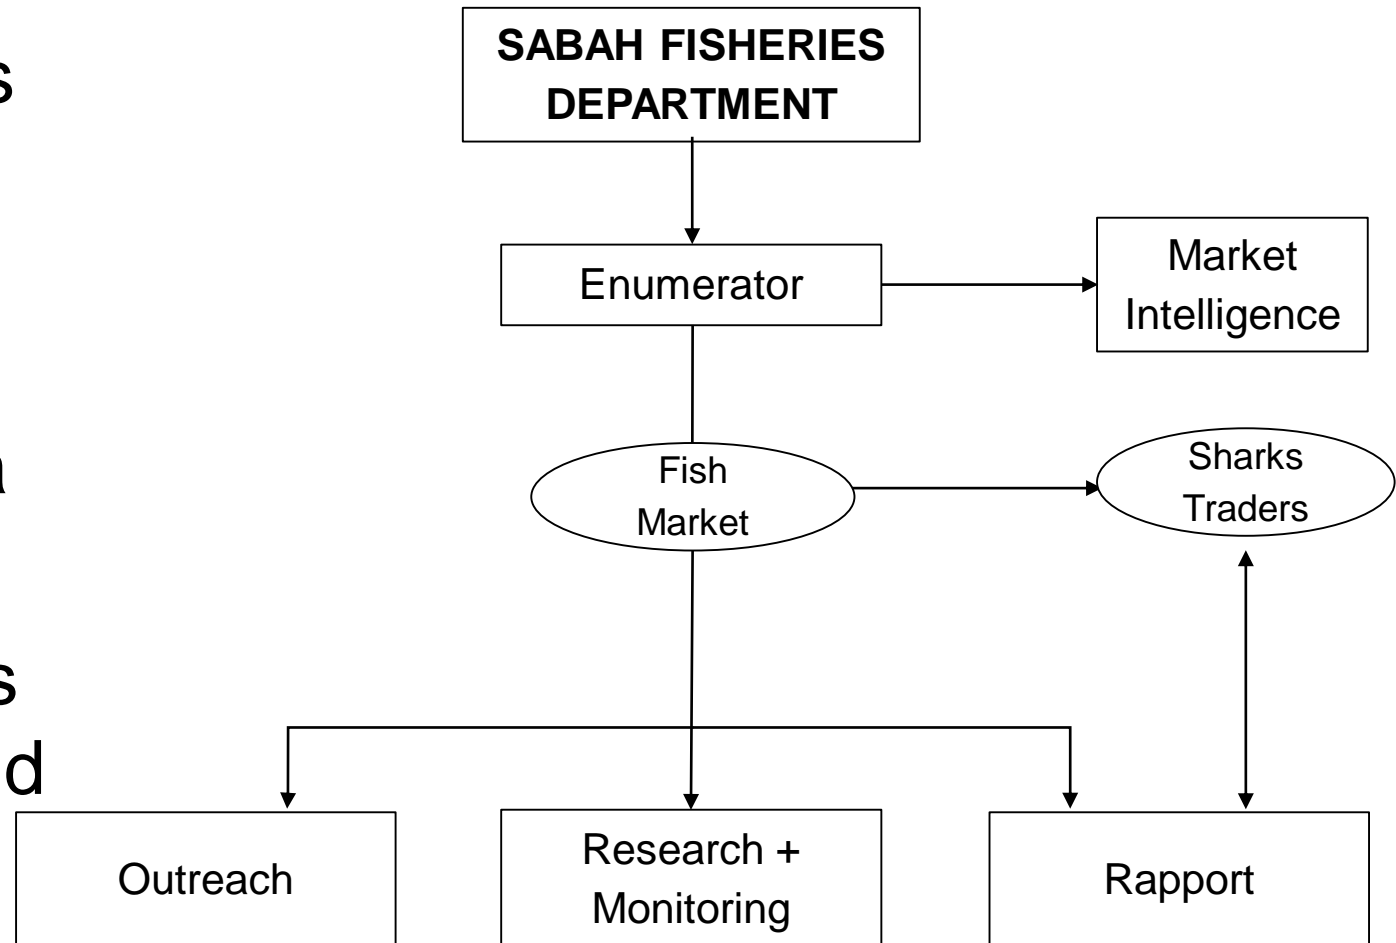 s
SABAH FISHERIES
DEPARTMENT
Enumerator
Market
Intelligence
Fish
Market
Sharks
Traders
s
d
Outreach
Research +
Monitoring
Rapport